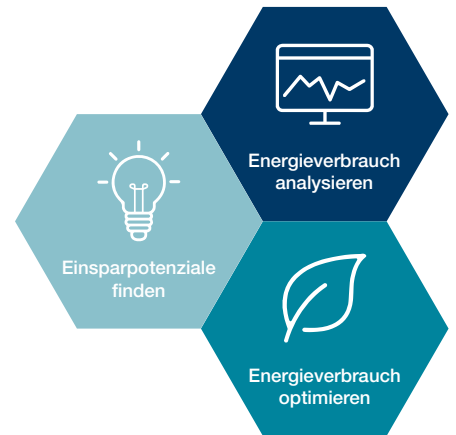 Energieverbrauch
analysieren
Einsparpotenziale
finden
Energieverbrauch
optimieren